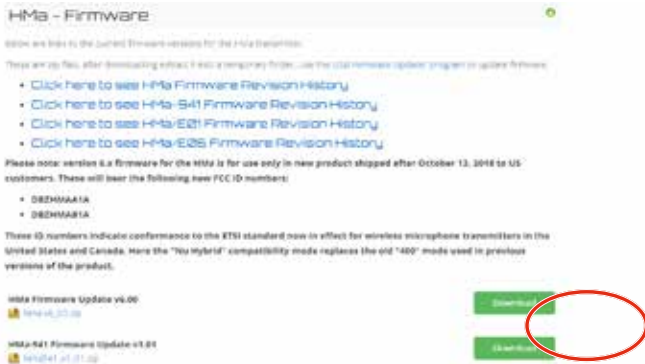 HMa - Firmware
Below are links to the current firmware versions for the HMa transmitter.
These are zip files, after downloading extract it into a temporary folder, use the USB Firmware Updater program to update firmware.
Click here to see HMa Firmware Revision History
Click here to see HMa-941 Firmware Revision History
Click here to see HMa/E01 Firmware Revision History
Click here to see HMa/E06 Firmware Revision History
Please note: version 6.x firmware for the HMa is for use only in new product shipped after October 13, 2018 to US
customers. These will bear the following new FCC ID numbers:
DBZHMAA1A
DBZHMAB1A
These ID numbers indicate conformance to the ETSI standard now in effect for wireless microphone transmitters in the
United States and Canada. Here the "Nu Hybrid" compatibility mode replaces the old "400" mode used in previous
versions of the product.
HMa Firmware Update v6.00
Download
HMa-941 Firmware Update v1.01
Download